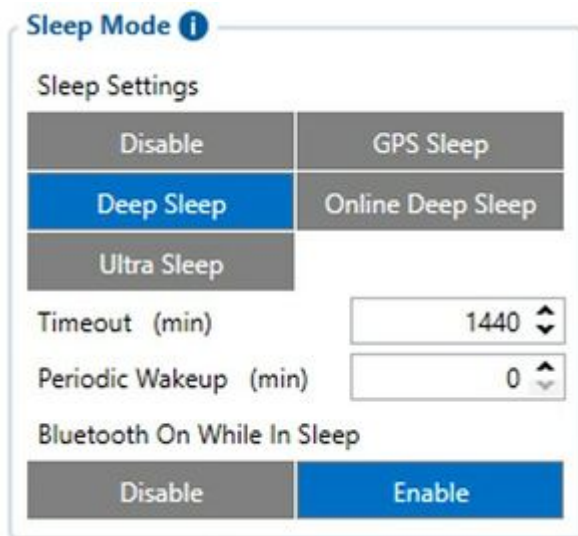 Sleep Mode i
Sleep Settings
Disable GPS Sleep
Deep Sleep Online Deep Sleep
Ultra Sleep
Timeout (min) 1440
Periodic Wakeup (min) 0
Bluetooth On While In Sleep
Disable Enable